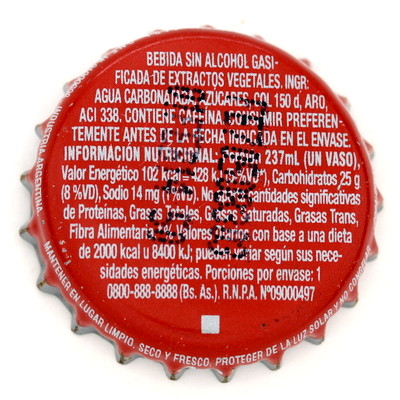 BEBIDA SIN ALCOHOL GASI-
FICADA DE EXTRACTOS VEGETALES. INGR:
AGUA CARBONATADA, AZÚCARES, COL 150 d, ARO,
ACI 338. CONTIENE CAFEÍNA. CONSUMIR PREFEREN-
TEMENTE ANTES DE LA FECHA INDICADA EN EL ENVASE.
INFORMACIÓN NUTRICIONAL: Porción 237mL (UN VASO),
Valor Energético 102 kcal=428 kJ (5 %VD*), Carbohidratos 25 g
(8 %VD), Sodio 14 mg (1% VD). No aporta cantidades significativas
de Proteínas, Grasas Totales, Grasas Saturadas, Grasas Trans,
Fibra Alimentaria. *% Valores Diarios con base a una dieta
de 2000 kcal u 8400 kJ; pueden variar según sus nece-
sidades energéticas. Porciones por envase: 1
0800-888-8888 (Bs. As.). R.N.P.A. Nº09000497
INDUSTRIA ARGENTINA.
MANTENER EN LUGAR LIMPIO, SECO Y FRESCO, PROTEGER DE LA LUZ SOLAR Y NO CONGELAR